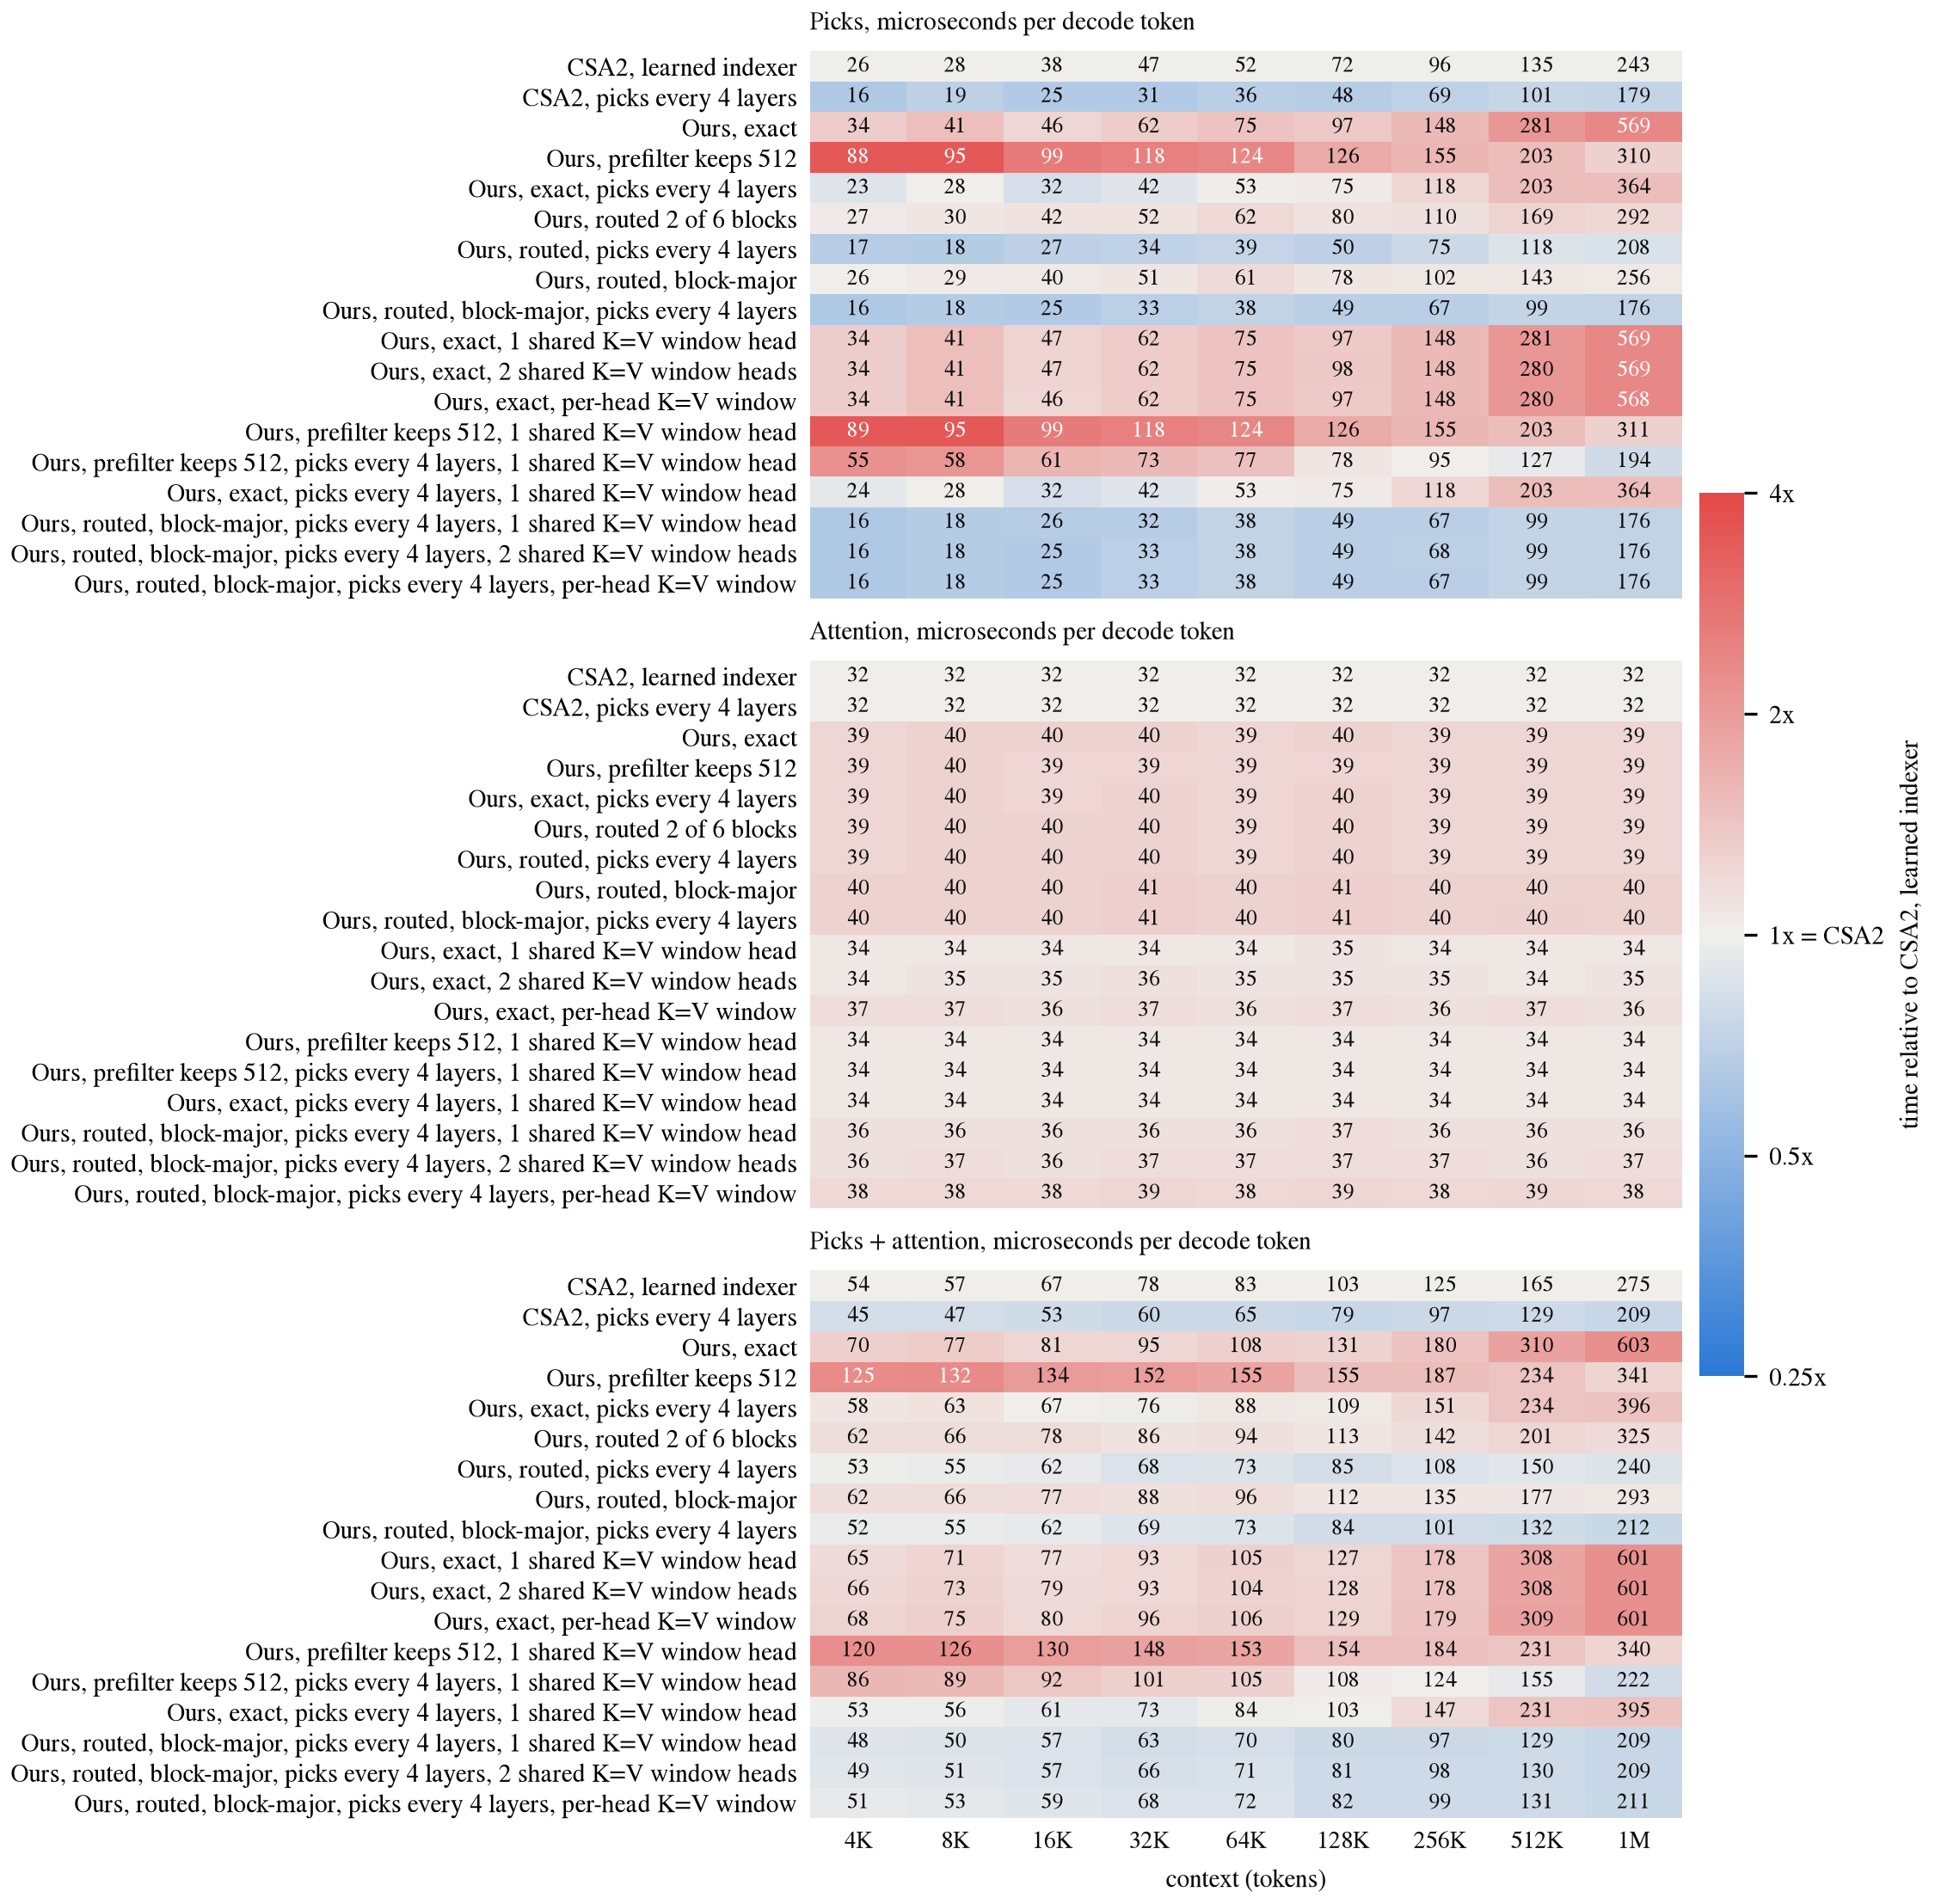 Picks, microseconds per decode token
CSA2, learned indexer 26 28 38 47 52 72 96 135 243
CSA2, picks every 4 layers 16 19 25 31 36 48 69 101 179
Ours, exact 34 41 46 62 75 97 148 281 569
Ours, prefilter keeps 512 88 95 99 118 124 126 155 203 310
Ours, exact, picks every 4 layers 23 28 32 42 53 75 118 203 364
Ours, routed 2 of 6 blocks 27 30 42 52 62 80 110 169 292
Ours, routed, picks every 4 layers 17 18 27 34 39 50 75 118 208
Ours, routed, block-major 26 29 40 51 61 78 102 143 256
Ours, routed, block-major, picks every 4 layers 16 18 25 33 38 49 67 99 176
Ours, exact, 1 shared K=V window head 34 41 47 62 75 97 148 281 569
Ours, exact, 2 shared K=V window heads 34 41 47 62 75 98 148 280 569
Ours, exact, per-head K=V window 34 41 46 62 75 97 148 280 568
Ours, prefilter keeps 512, 1 shared K=V window head 89 95 99 118 124 126 155 203 311
Ours, prefilter keeps 512, picks every 4 layers, 1 shared K=V window head 55 58 61 73 77 78 95 127 194
Ours, exact, picks every 4 layers, 1 shared K=V window head 24 28 32 42 53 75 118 203 364
Ours, routed, block-major, picks every 4 layers, 1 shared K=V window head 16 18 26 32 38 49 67 99 176
Ours, routed, block-major, picks every 4 layers, 2 shared K=V window heads 16 18 25 33 38 49 68 99 176
Ours, routed, block-major, picks every 4 layers, per-head K=V window 16 18 25 33 38 49 67 99 176
Attention, microseconds per decode token
CSA2, learned indexer 32 32 32 32 32 32 32 32 32
CSA2, picks every 4 layers 32 32 32 32 32 32 32 32 32
Ours, exact 39 40 40 40 39 40 39 39 39
Ours, prefilter keeps 512 39 40 39 39 39 39 39 39 39
Ours, exact, picks every 4 layers 39 40 39 40 39 40 39 39 39
Ours, routed 2 of 6 blocks 39 40 40 40 39 40 39 39 39
Ours, routed, picks every 4 layers 39 40 40 40 39 40 39 39 39
Ours, routed, block-major 40 40 40 41 40 41 40 40 40
Ours, routed, block-major, picks every 4 layers 40 40 40 41 40 41 40 40 40
Ours, exact, 1 shared K=V window head 34 34 34 34 34 35 34 34 34
Ours, exact, 2 shared K=V window heads 34 35 35 36 35 35 35 34 35
Ours, exact, per-head K=V window 37 37 36 37 36 37 36 37 36
Ours, prefilter keeps 512, 1 shared K=V window head 34 34 34 34 34 34 34 34 34
Ours, prefilter keeps 512, picks every 4 layers, 1 shared K=V window head 34 34 34 34 34 34 34 34 34
Ours, exact, picks every 4 layers, 1 shared K=V window head 34 34 34 34 34 34 34 34 34
Ours, routed, block-major, picks every 4 layers, 1 shared K=V window head 36 36 36 36 36 37 36 36 36
Ours, routed, block-major, picks every 4 layers, 2 shared K=V window heads 36 37 36 37 37 37 37 36 37
Ours, routed, block-major, picks every 4 layers, per-head K=V window 38 38 38 39 38 39 38 39 38
Picks + attention, microseconds per decode token
CSA2, learned indexer 54 57 67 78 83 103 125 165 275
CSA2, picks every 4 layers 45 47 53 60 65 79 97 129 209
Ours, exact 70 77 81 95 108 131 180 310 603
Ours, prefilter keeps 512 125 132 134 152 155 155 187 234 341
Ours, exact, picks every 4 layers 58 63 67 76 88 109 151 234 396
Ours, routed 2 of 6 blocks 62 66 78 86 94 113 142 201 325
Ours, routed, picks every 4 layers 53 55 62 68 73 85 108 150 240
Ours, routed, block-major 62 66 77 88 96 112 135 177 293
Ours, routed, block-major, picks every 4 layers 52 55 62 69 73 84 101 132 212
Ours, exact, 1 shared K=V window head 65 71 77 93 105 127 178 308 601
Ours, exact, 2 shared K=V window heads 66 73 79 93 104 128 178 308 601
Ours, exact, per-head K=V window 68 75 80 96 106 129 179 309 601
Ours, prefilter keeps 512, 1 shared K=V window head 120 126 130 148 153 154 184 231 340
Ours, prefilter keeps 512, picks every 4 layers, 1 shared K=V window head 86 89 92 101 105 108 124 155 222
Ours, exact, picks every 4 layers, 1 shared K=V window head 53 56 61 73 84 103 147 231 395
Ours, routed, block-major, picks every 4 layers, 1 shared K=V window head 48 50 57 63 70 80 97 129 209
Ours, routed, block-major, picks every 4 layers, 2 shared K=V window heads 49 51 57 66 71 81 98 130 209
Ours, routed, block-major, picks every 4 layers, per-head K=V window 51 53 59 68 72 82 99 131 211
4K 8K 16K 32K 64K 128K 256K 512K 1M
context (tokens)
4x
2x
1x = CSA2
0.5x
0.25x
time relative to CSA2, learned indexer